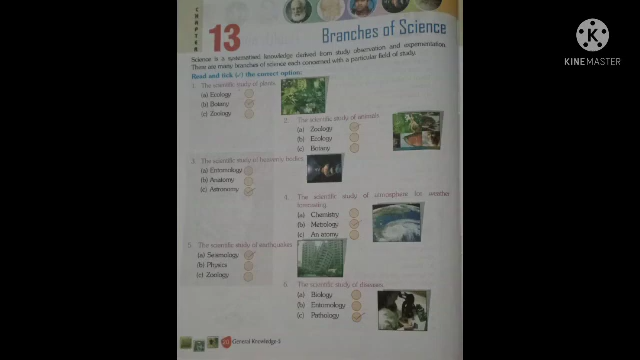 CHAPTER
13
Branches of Science
Science is a systematised knowledge derived from study, observation and experimentation.
There are many branches of science each concerned with a particular field of study.
Read and tick (✓) the correct option:
1. The scientific study of plants.
(a) Ecology
(b) Botany
(c) Zoology
2. The scientific study of animals
(a) Zoology
(b) Ecology
(c) Botany
3. The scientific study of heavenly bodies.
(a) Entomology
(b) Anatomy
(c) Astronomy
4. The scientific study of atmosphere for weather
forecasting.
(a) Chemistry
(b) Metrology
(c) Anatomy
5. The scientific study of earthquakes
(a) Seismology
(b) Physics
(c) Zoology
6. The scientific study of diseases.
(a) Biology
(b) Entomology
(c) Pathology
General Knowledge-5
K
KINEMASTER